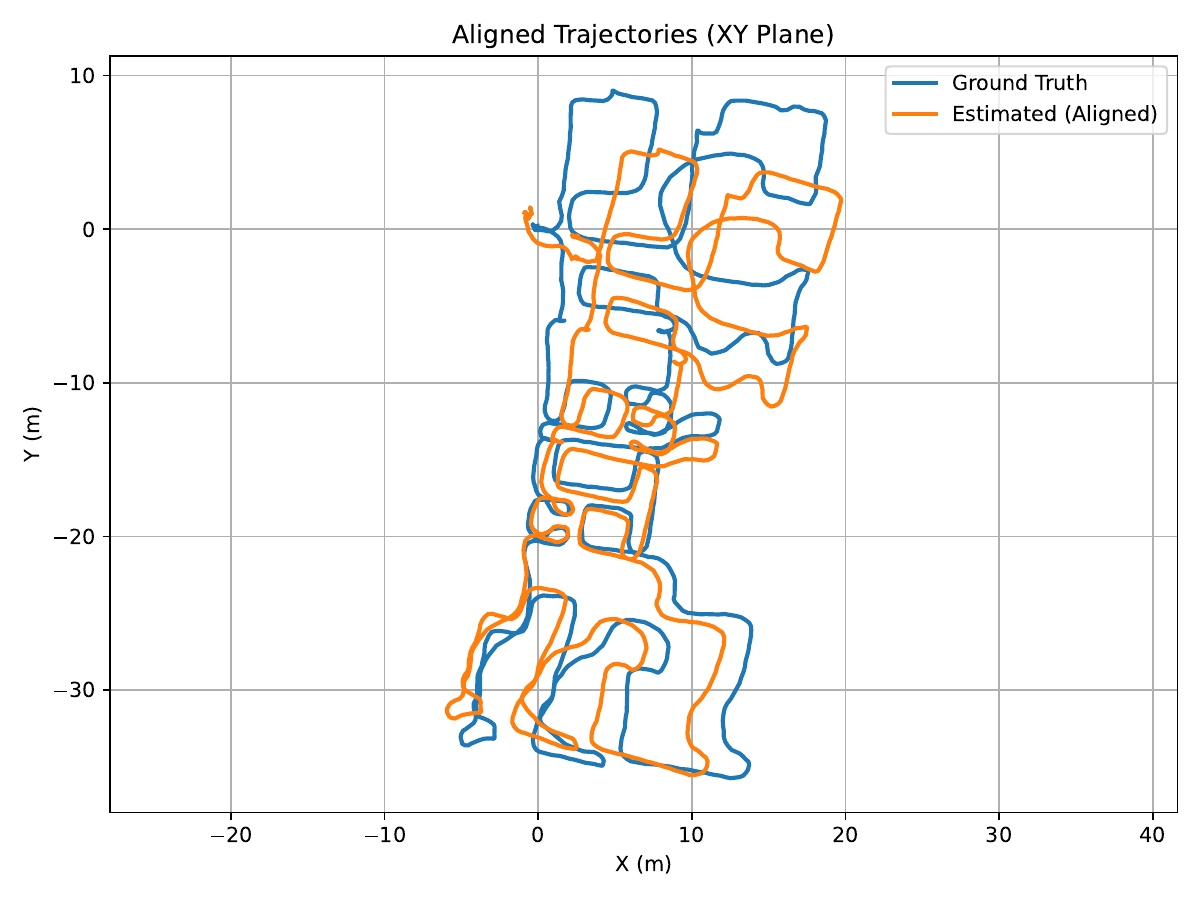 Aligned Trajectories (XY Plane)
Ground Truth
Estimated (Aligned)
10
0
−10
−20
−30
Y (m)
−20
−10
0
10
20
30
40
X (m)